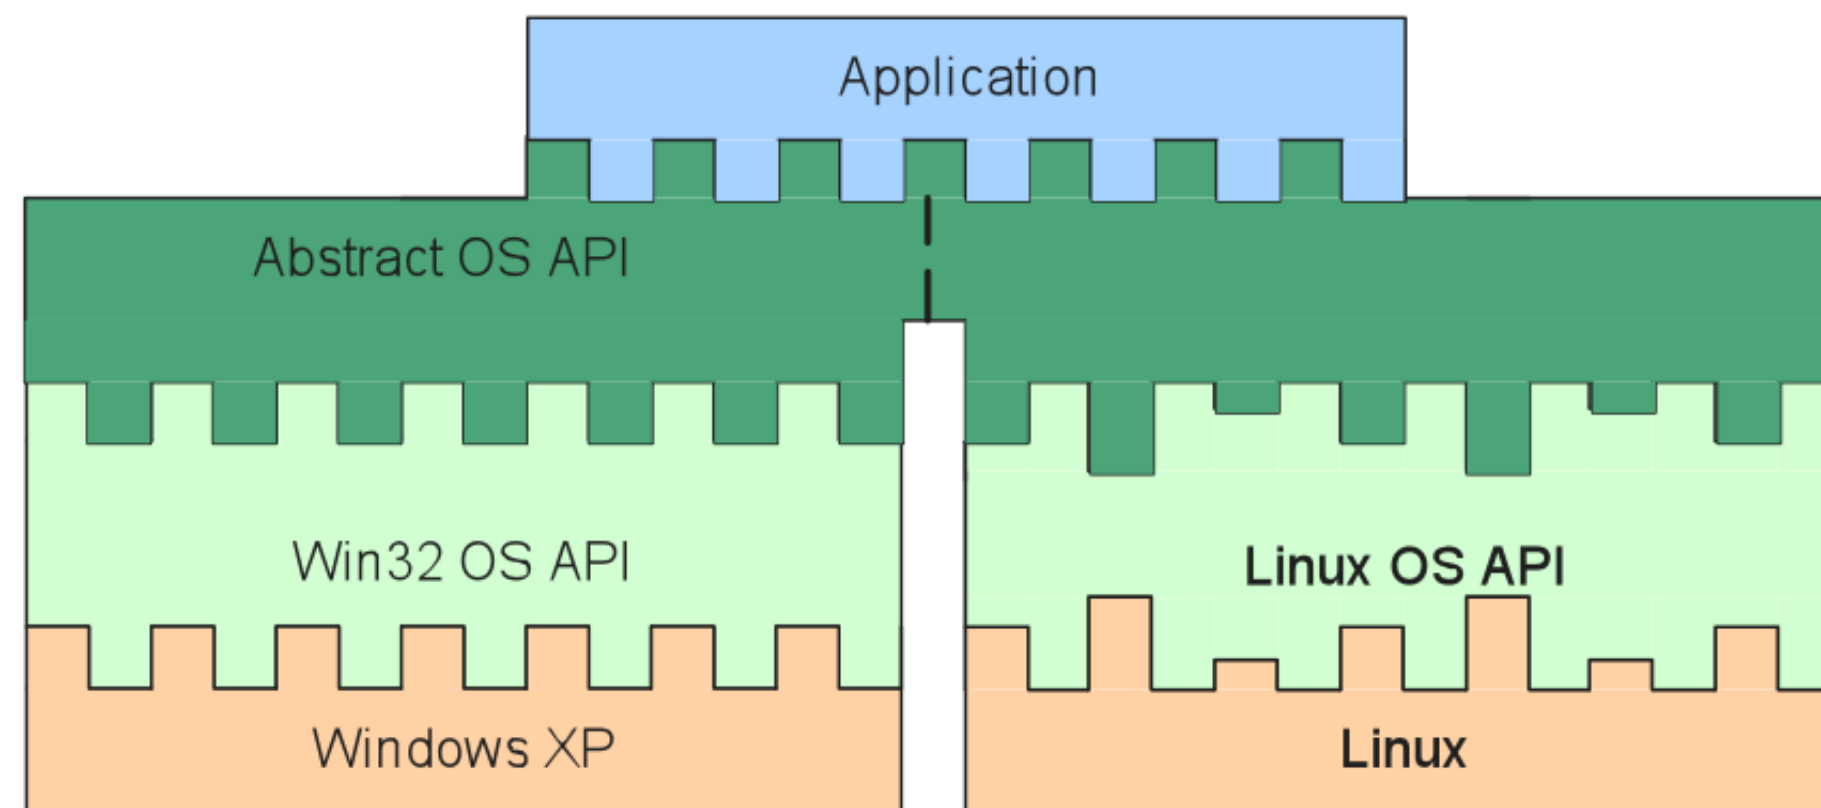 Application
Abstract OS API
Win32 OS API
Linux OS API
Windows XP
Linux